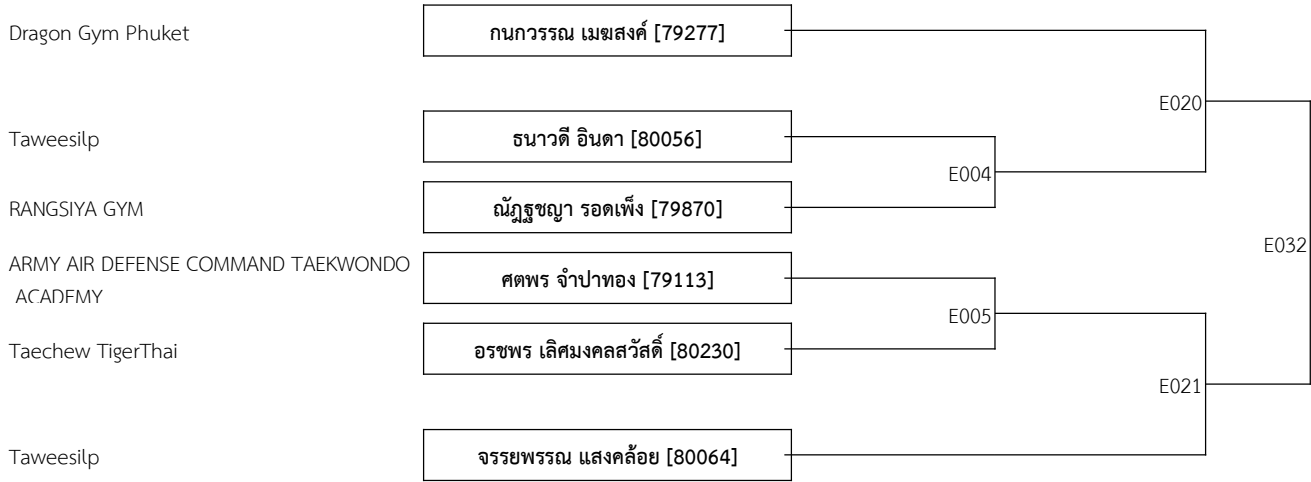 Dragon Gym Phuket
กนกวรรณ เมฆสงค์ [79277]
E020
Taweesilp
ธนาวดี อินดา [80056]
E004
RANGSIYA GYM
ณัฎฐชญา รอดเพ็ง [79870]
E032
ARMY AIR DEFENSE COMMAND TAEKWONDO
ACADEMY
ศตพร จำปาทอง [79113]
E005
Taechew TigerThai
อรชพร เลิศมงคลสวัสดิ์ [80230]
E021
Taweesilp
จรรยพรรณ แสงคล้อย [80064]